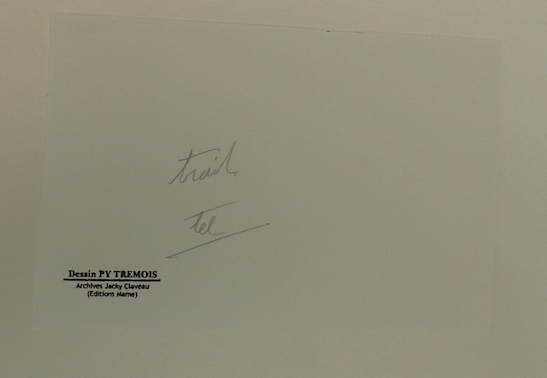 trait
tel
Dessin PY TREMOIS
Archives Jacky Claveau
(Editions Mame)